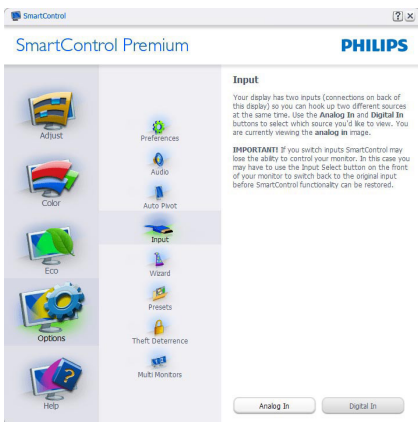 SmartControl
SmartControl Premium
PHILIPS
Adjust
Color
Eco
Options
Help
Preferences
Audio
Auto Pivot
Input
Wizard
Presets
Theft Deterrence
Multi Monitors
Input
Your display has two inputs (connections on back of
this display) so you can hook up two different sources
at the same time. Use the Analog In and Digital In
buttons to select which source you'd like to view. You
are currently viewing the analog in image.
IMPORTANT! If you switch inputs SmartControl may
lose the ability to control your monitor. In this case you
may have to use the Input Select button on the front
of your monitor to switch back to the original input
before SmartControl functionality can be restored.
Analog In
Digital In